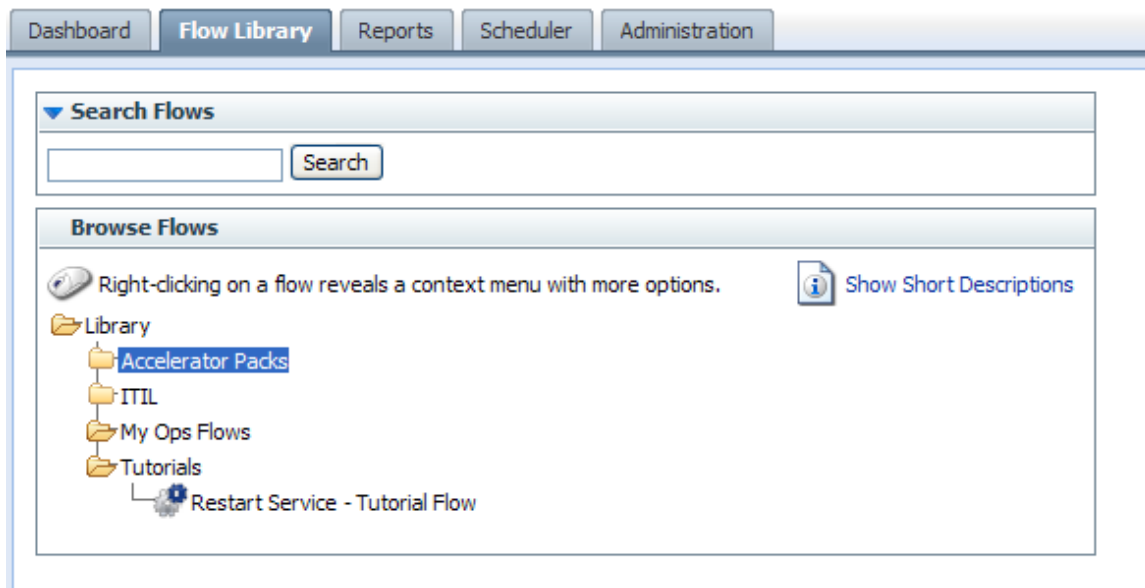 Dashboard Flow Library Reports Scheduler Administration
Search Flows
Search
Browse Flows
Right-clicking on a flow reveals a context menu with more options. Show Short Descriptions
Library
Accelerator Packs
ITIL
My Ops Flows
Tutorials
Restart Service - Tutorial Flow